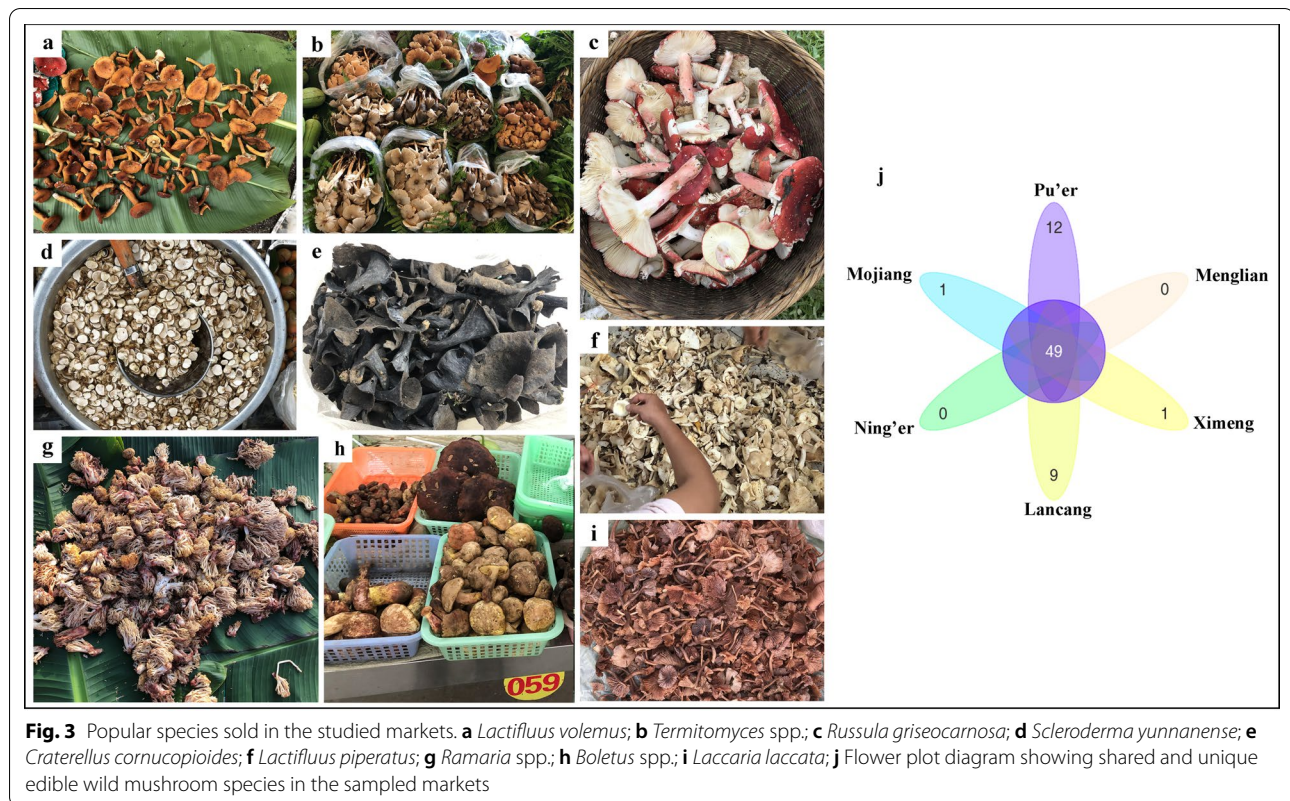 a
b
c
d
e
f
g
h
059
i
j
Pu'er
12
Mojiang
1
0
Menglian
49
Ning'er
0
1
Ximeng
9
Lancang
Fig. 3 Popular species sold in the studied markets. a Lactifluus volemus; b Termitomyces spp.; c Russula griseocarnosa; d Scleroderma yunnanense; e
Craterellus cornucopioides; f Lactifluus piperatus; g Ramaria spp.; h Boletus spp.; i Laccaria laccata; j Flower plot diagram showing shared and unique
edible wild mushroom species in the sampled markets